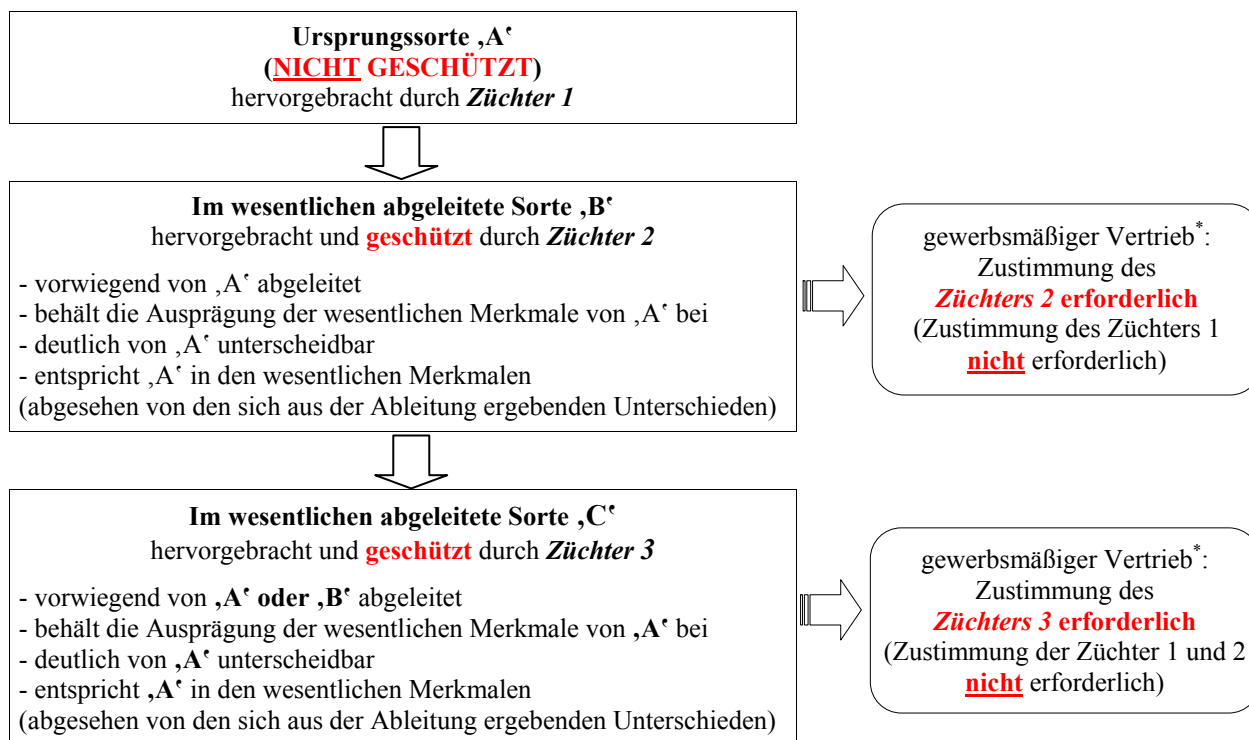 Ursprungssorte ‚A‛
(NICHT GESCHÜTZT)
hervorgebracht durch Züchter 1
Im wesentlichen abgeleitete Sorte ‚B‛
hervorgebracht und geschützt durch Züchter 2
- vorwiegend von ‚A‛ abgeleitet
- behält die Ausprägung der wesentlichen Merkmale von ‚A‛ bei
- deutlich von ‚A‛ unterscheidbar
- entspricht ‚A‛ in den wesentlichen Merkmalen
(abgesehen von den sich aus der Ableitung ergebenden Unterschieden)
gewerbsmäßiger Vertrieb*:
Zustimmung des
Züchters 2 erforderlich
(Zustimmung des Züchters 1
nicht erforderlich)
Im wesentlichen abgeleitete Sorte ‚C‛
hervorgebracht und geschützt durch Züchter 3
- vorwiegend von ‚A‛ oder ‚B‛ abgeleitet
- behält die Ausprägung der wesentlichen Merkmale von ‚A‛ bei
- deutlich von ‚A‛ unterscheidbar
- entspricht ‚A‛ in den wesentlichen Merkmalen
(abgesehen von den sich aus der Ableitung ergebenden Unterschieden)
gewerbsmäßiger Vertrieb*:
Zustimmung des
Züchters 3 erforderlich
(Zustimmung der Züchter 1 und 2
nicht erforderlich)